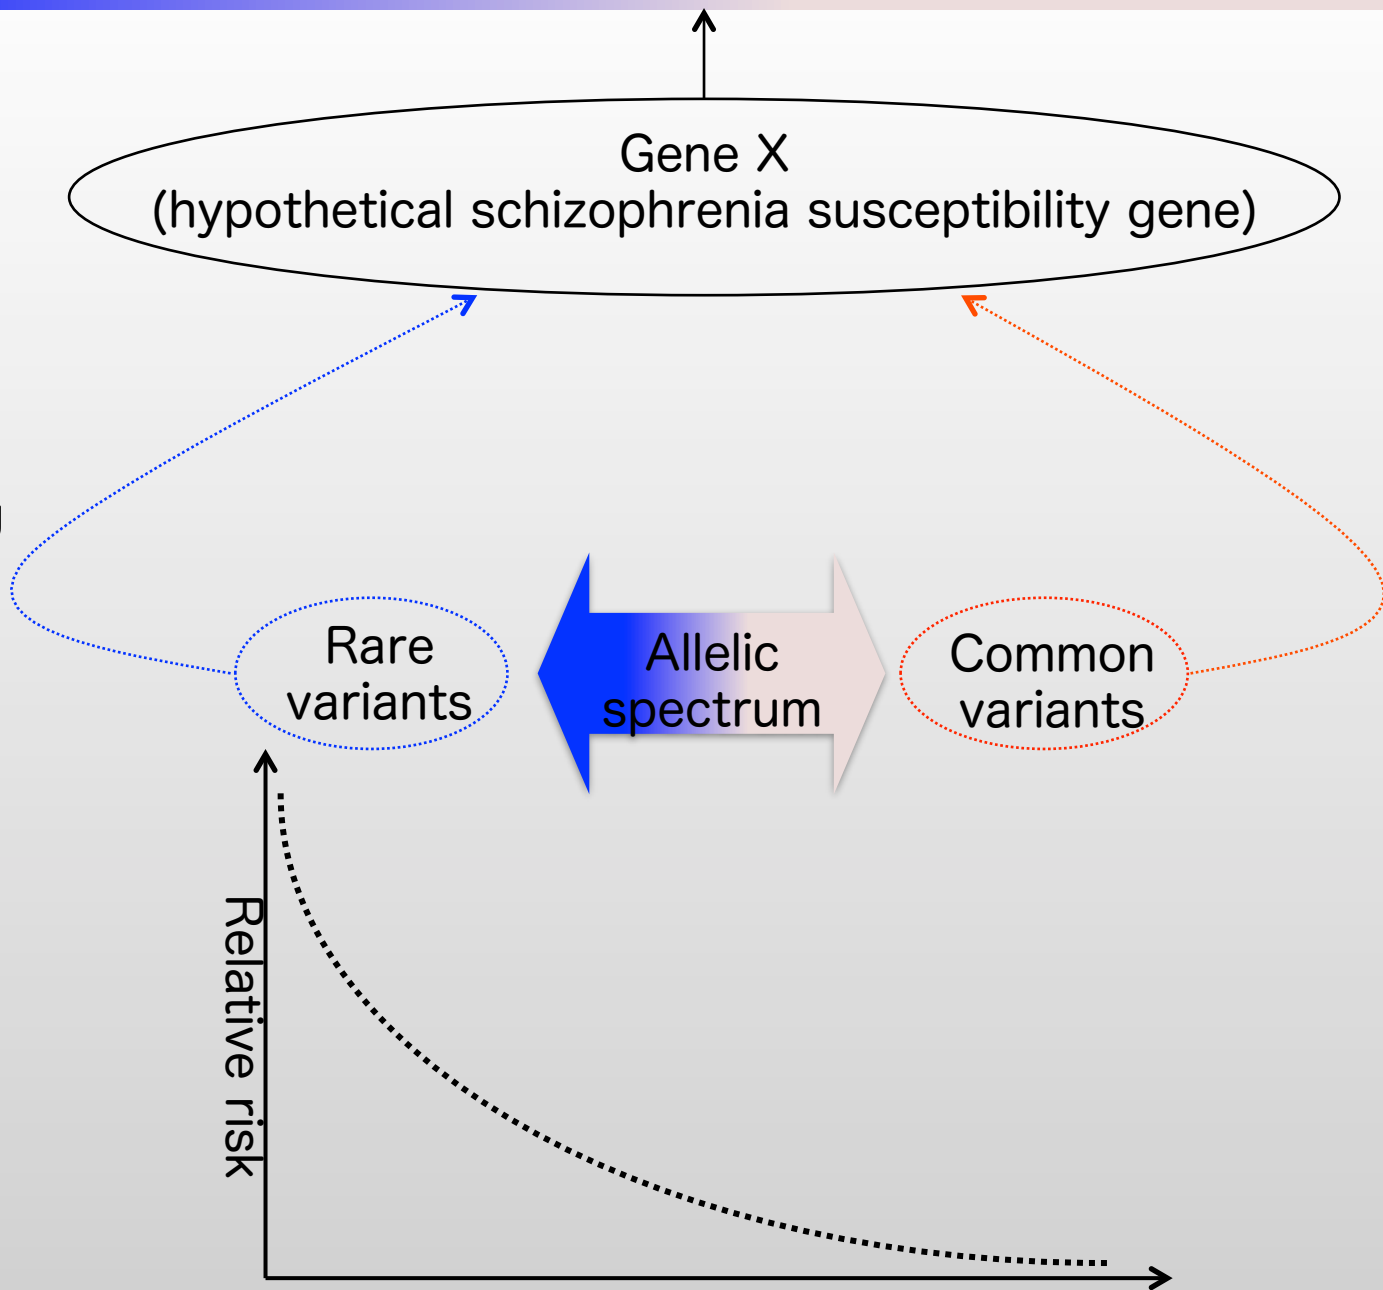 Gene X
(hypothetical schizophrenia susceptibility gene)
Rare
variants
Allelic
spectrum
Common
variants
Relative risk